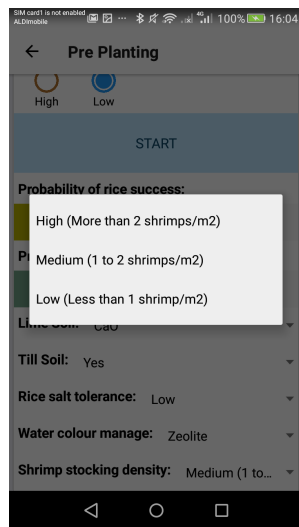 SIM card1 is not enabled
ALDImobile
4G
100%
16:04
Pre Planting
High
Low
START
Probability of rice success:
High (More than 2 shrimps/m2)
Medium (1 to 2 shrimps/m2)
Low (Less than 1 shrimp/m2)
Lime Soil: CaO
Till Soil: Yes
Rice salt tolerance: Low
Water colour manage: Zeolite
Shrimp stocking density: Medium (1 to...